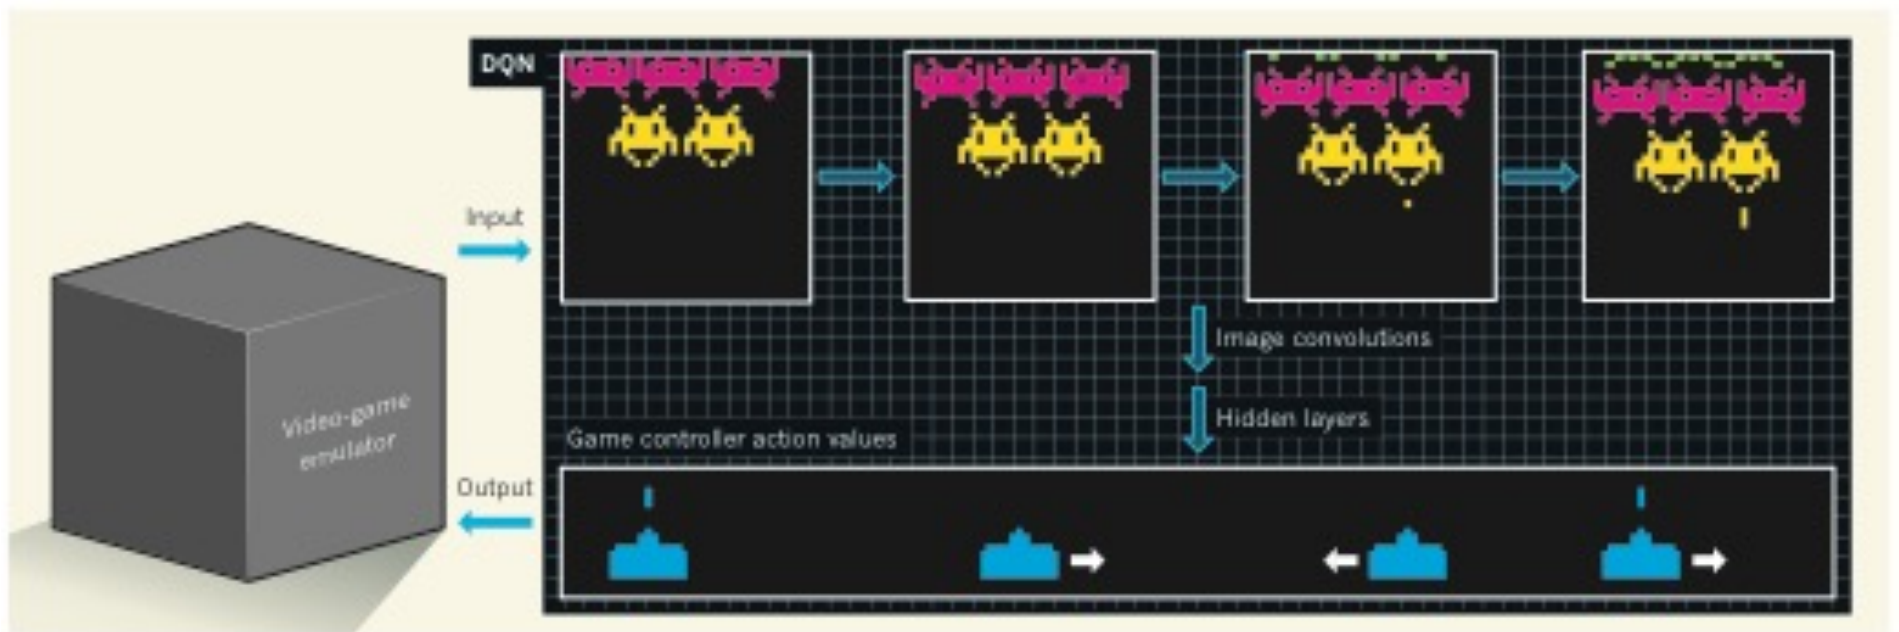 DQN
Input
Image convolutions
Hidden layers
Video-game
emulator
Game controller action values
Output